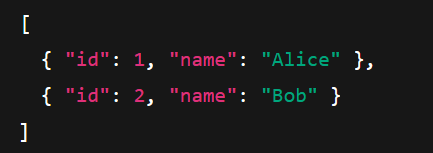 [
  { "id": 1, "name": "Alice" },
  { "id": 2, "name": "Bob" }
]